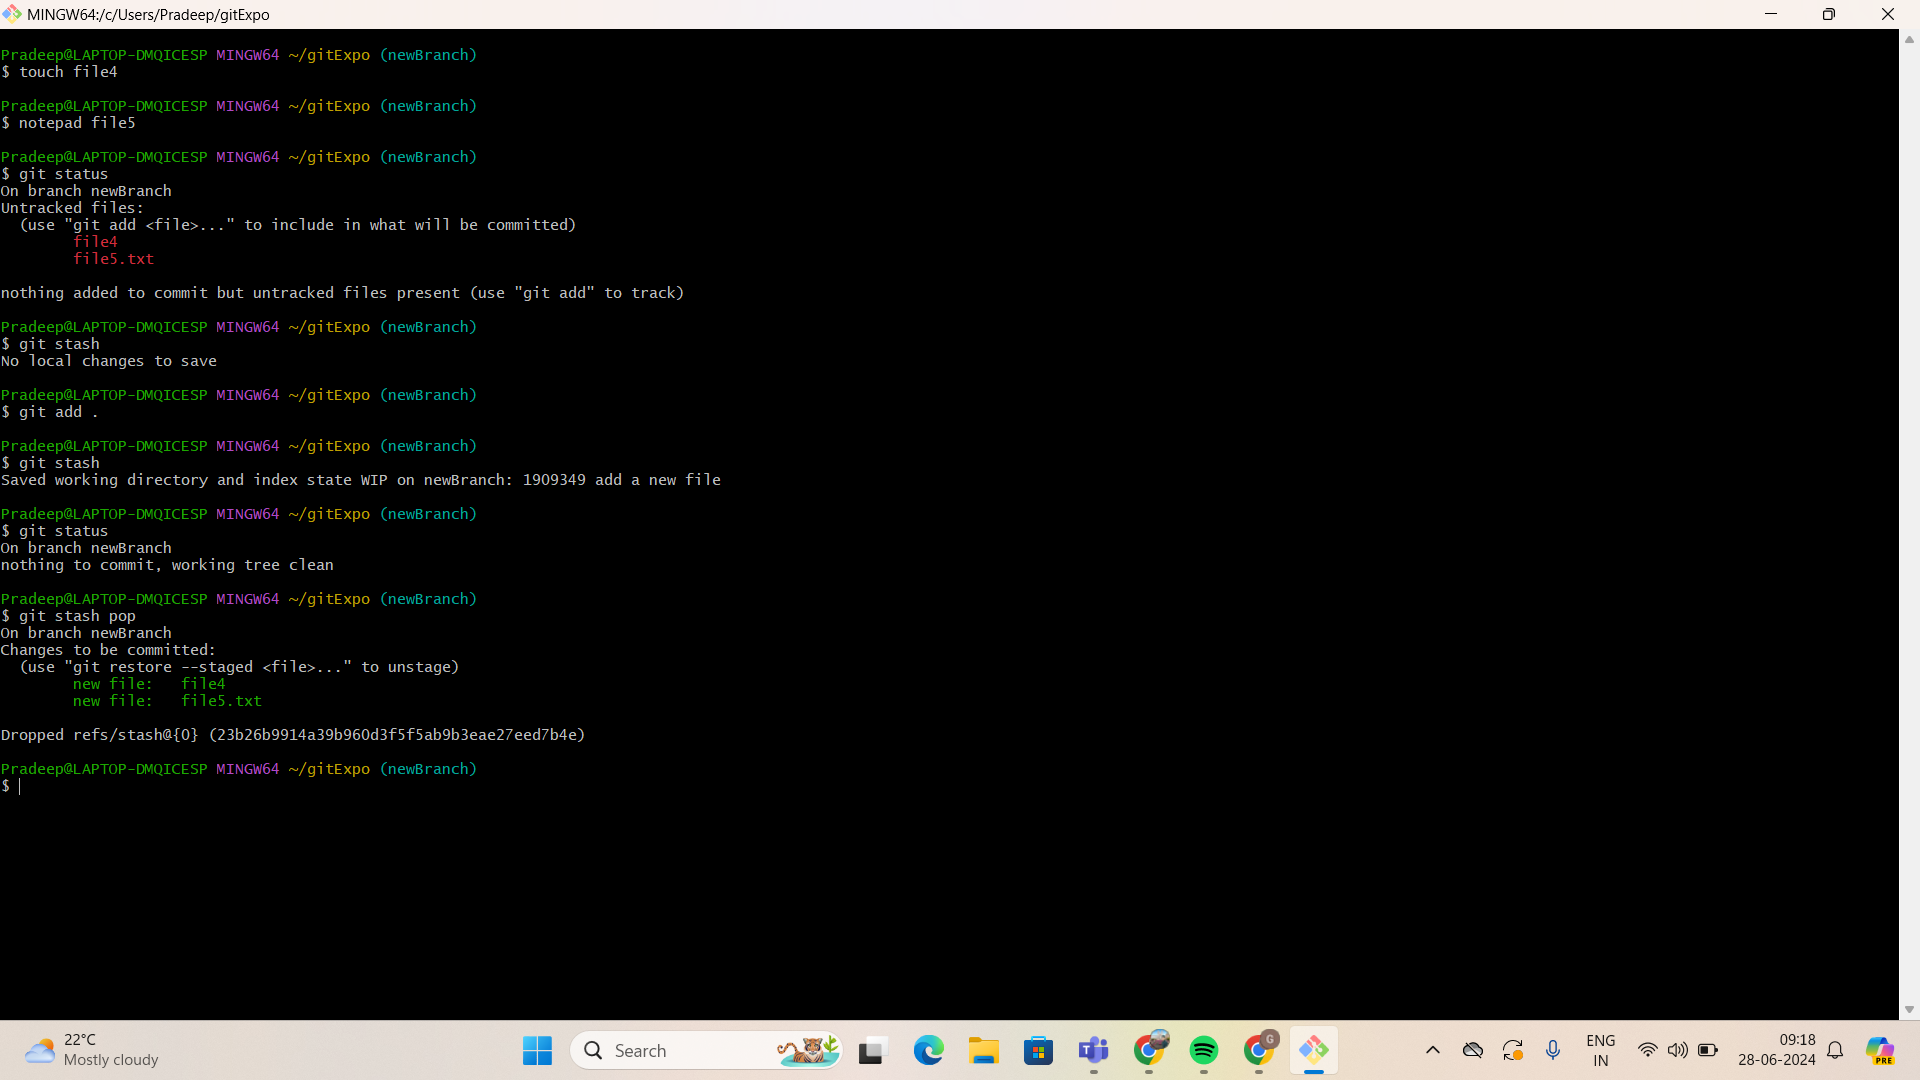 MINGW64:/c/Users/Pradeep/gitExpo
Pradeep@LAPTOP-DMQICESP MINGW64 ~/gitExpo (newBranch)
$ touch file4
Pradeep@LAPTOP-DMQICESP MINGW64 ~/gitExpo (newBranch)
$ notepad file5
Pradeep@LAPTOP-DMQICESP MINGW64 ~/gitExpo (newBranch)
$ git status
On branch newBranch
Untracked files:
  (use "git add <file>..." to include in what will be committed)
        file4
        file5.txt
nothing added to commit but untracked files present (use "git add" to track)
Pradeep@LAPTOP-DMQICESP MINGW64 ~/gitExpo (newBranch)
$ git stash
No local changes to save
Pradeep@LAPTOP-DMQICESP MINGW64 ~/gitExpo (newBranch)
$ git add .
Pradeep@LAPTOP-DMQICESP MINGW64 ~/gitExpo (newBranch)
$ git stash
Saved working directory and index state WIP on newBranch: 1909349 add a new file
Pradeep@LAPTOP-DMQICESP MINGW64 ~/gitExpo (newBranch)
$ git status
On branch newBranch
nothing to commit, working tree clean
Pradeep@LAPTOP-DMQICESP MINGW64 ~/gitExpo (newBranch)
$ git stash pop
On branch newBranch
Changes to be committed:
  (use "git restore --staged <file>..." to unstage)
        new file:   file4
        new file:   file5.txt
Dropped refs/stash@{0} (23b26b9914a39b960d3f5f5ab9b3eae27eed7b4e)
Pradeep@LAPTOP-DMQICESP MINGW64 ~/gitExpo (newBranch)
$
22°C
Mostly cloudy
Search
G
ENG
IN
09:18
28-06-2024
PRE